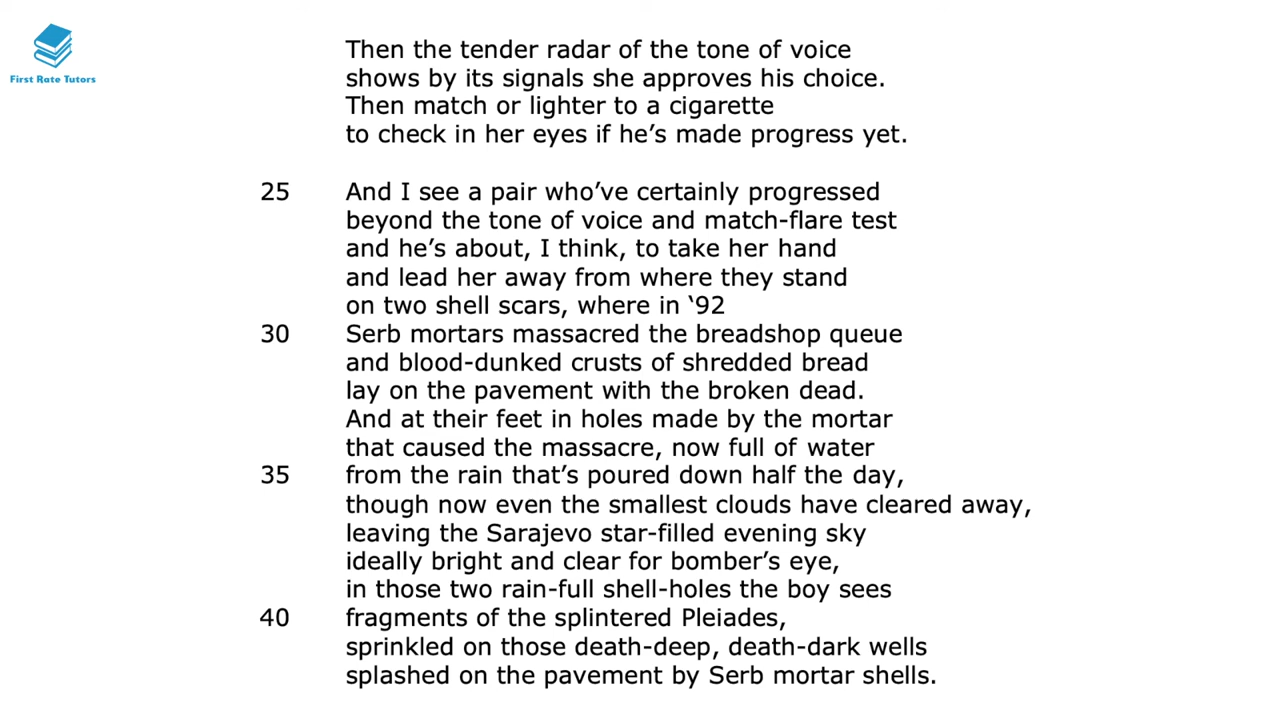 First Rate Tutors
Then the tender radar of the tone of voice
shows by its signals she approves his choice.
Then match or lighter to a cigarette
to check in her eyes if he’s made progress yet.
25 And I see a pair who’ve certainly progressed
beyond the tone of voice and match-flare test
and he’s about, I think, to take her hand
and lead her away from where they stand
on two shell scars, where in ‘92
30 Serb mortars massacred the breadshop queue
and blood-dunked crusts of shredded bread
lay on the pavement with the broken dead.
And at their feet in holes made by the mortar
that caused the massacre, now full of water
35 from the rain that’s poured down half the day,
though now even the smallest clouds have cleared away,
leaving the Sarajevo star-filled evening sky
ideally bright and clear for bomber’s eye,
in those two rain-full shell-holes the boy sees
40 fragments of the splintered Pleiades,
sprinkled on those death-deep, death-dark wells
splashed on the pavement by Serb mortar shells.